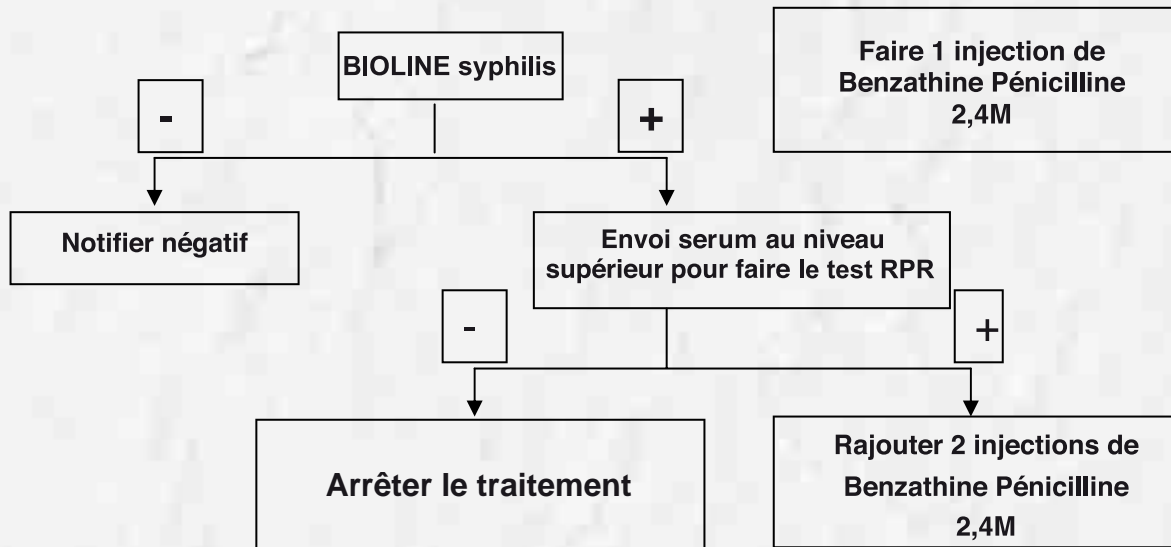 BIOLINE syphilis
Faire 1 injection de
Benzathine Pénicilline
2,4M
-
+
Notifier négatif
Envoi serum au niveau
supérieur pour faire le test RPR
-
+
Arrêter le traitement
Rajouter 2 injections de
Benzathine Pénicilline
2,4M